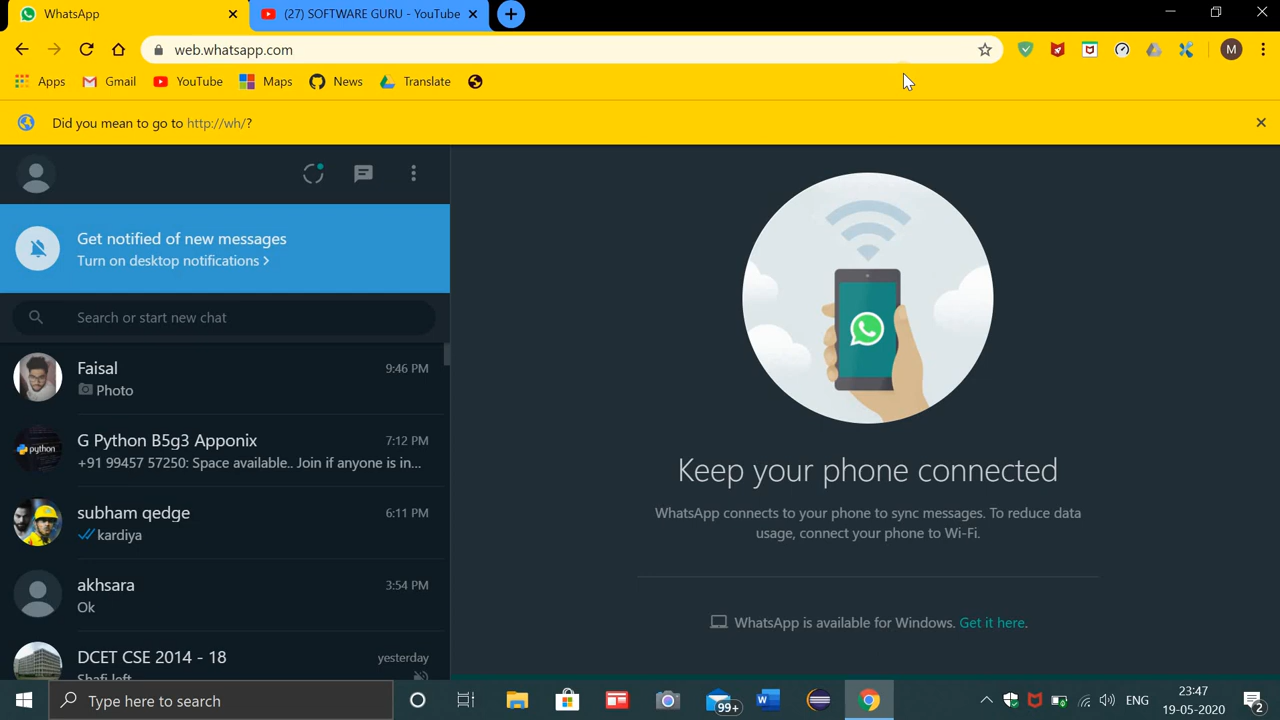 WhatsApp
(27) SOFTWARE GURU - YouTube
web.whatsapp.com
M
Apps
Gmail
YouTube
Maps
News
Translate
Did you mean to go to http://wh/?
Get notified of new messages
Turn on desktop notifications >
Search or start new chat
Faisal
9:46 PM
Photo
G Python B5g3 Apponix
7:12 PM
python
+91 99457 57250: Space available.. Join if anyone is in...
subham qedge
6:11 PM
kardiya
akhsara
3:54 PM
Ok
DCET CSE 2014 - 18
yesterday
Shafi left
Keep your phone connected
WhatsApp connects to your phone to sync messages. To reduce data
usage, connect your phone to Wi-Fi.
WhatsApp is available for Windows. Get it here.
Type here to search
99+
ENG
23:47
19-05-2020
2